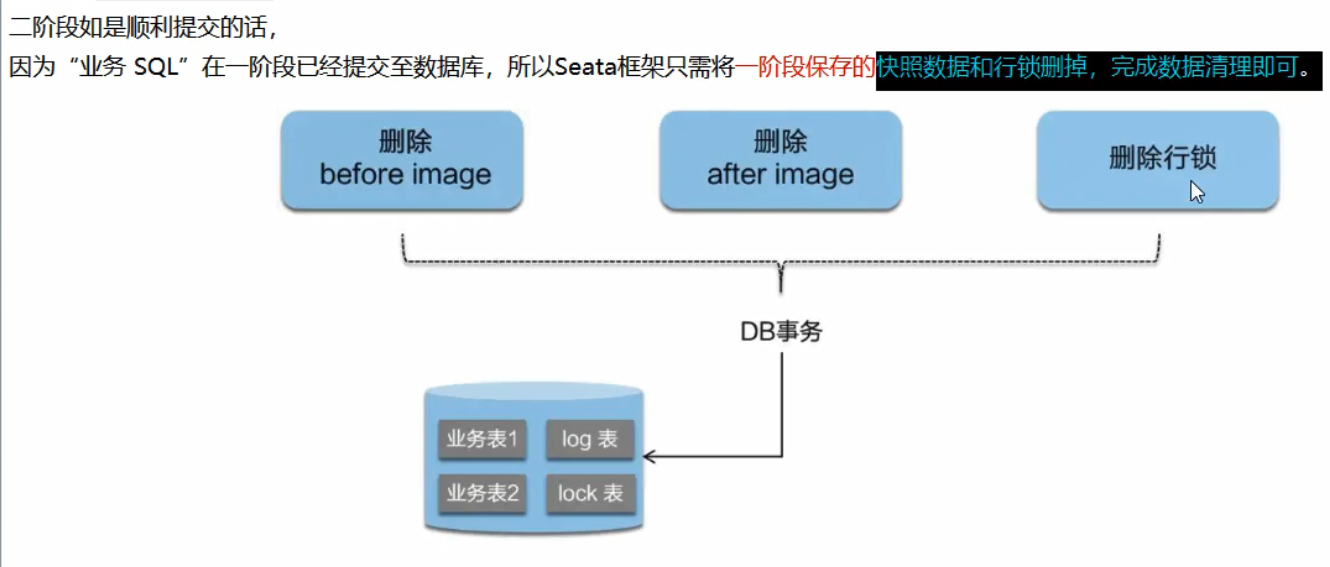 二阶段如是顺利提交的话，
因为“业务 SQL”在一阶段已经提交至数据库，所以Seata框架只需将一阶段保存的快照数据和行锁删掉，完成数据清理即可。
删除
before image
删除
after image
删除行锁
DB事务
业务表1
log 表
业务表2
lock 表